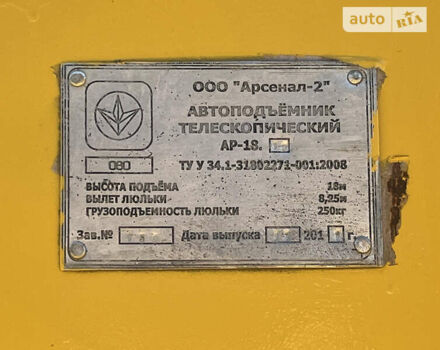 auto RIA
ООО "Арсенал-2"
АВТОПОДЪЁМНИК
ТЕЛЕСКОПИЧЕСКИЙ
АР-18.
080
ТУ У 34.1-31802271-001:2008
ВЫСОТА ПОДЪЁМА 18м
ВЫЛЕТ ЛЮЛЬКИ 8,25м
ГРУЗОПОДЪЕМНОСТЬ ЛЮЛЬКИ 250кг
Зав.№ Дата выпуска 201 г.